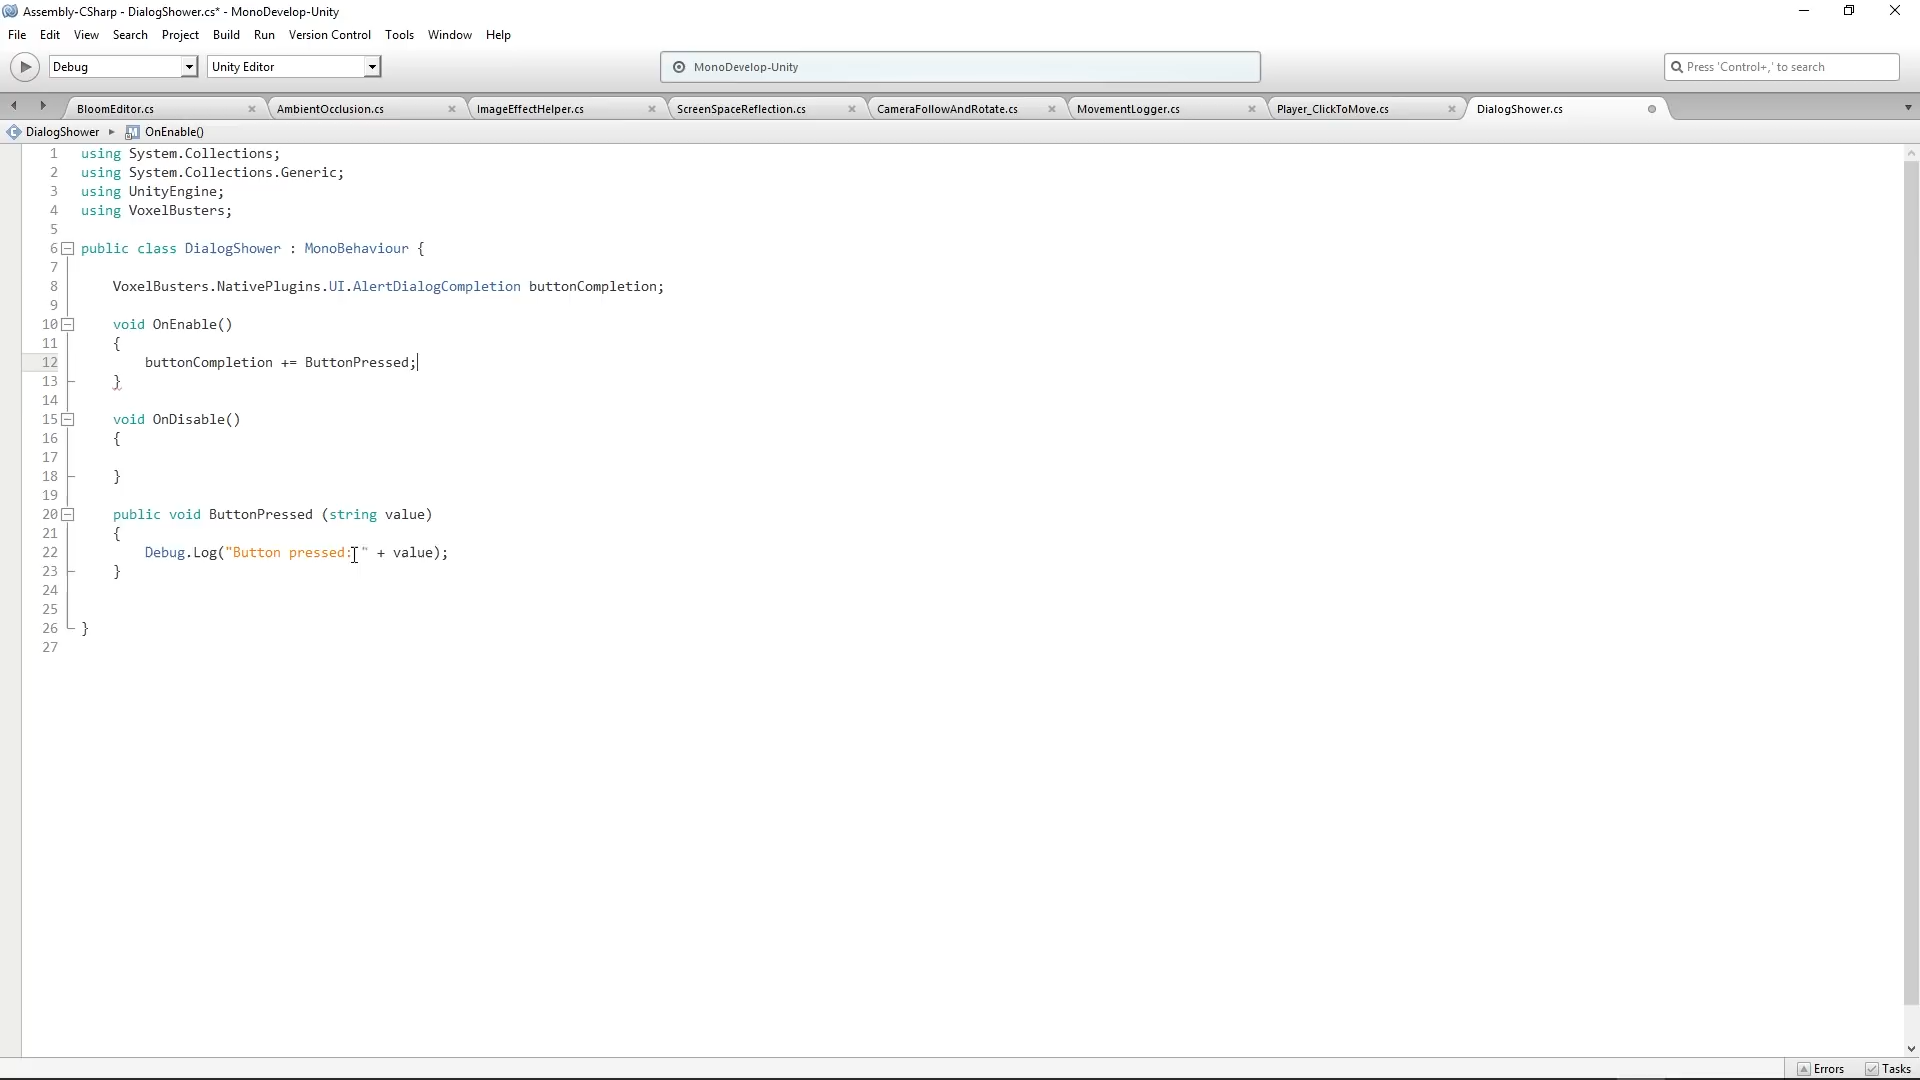 Assembly-CSharp - DialogShower.cs* - MonoDevelop-Unity
File Edit View Search Project Build Run Version Control Tools Window Help
Debug Unity Editor MonoDevelop-Unity Press 'Control+,' to search
BloomEditor.cs AmbientOcclusion.cs ImageEffectHelper.cs ScreenSpaceReflection.cs CameraFollowAndRotate.cs MovementLogger.cs Player_ClickToMove.cs DialogShower.cs
DialogShower OnEnable()
1 using System.Collections;
2 using System.Collections.Generic;
3 using UnityEngine;
4 using VoxelBusters;
5
6 public class DialogShower : MonoBehaviour {
7
8 VoxelBusters.NativePlugins.UI.AlertDialogCompletion buttonCompletion;
9
10 void OnEnable()
11 {
12 buttonCompletion += ButtonPressed;
13 }
14
15 void OnDisable()
16 {
17
18 }
19
20 public void ButtonPressed (string value)
21 {
22 Debug.Log("Button pressed: " + value);
23 }
24
25
26 }
27
Errors Tasks